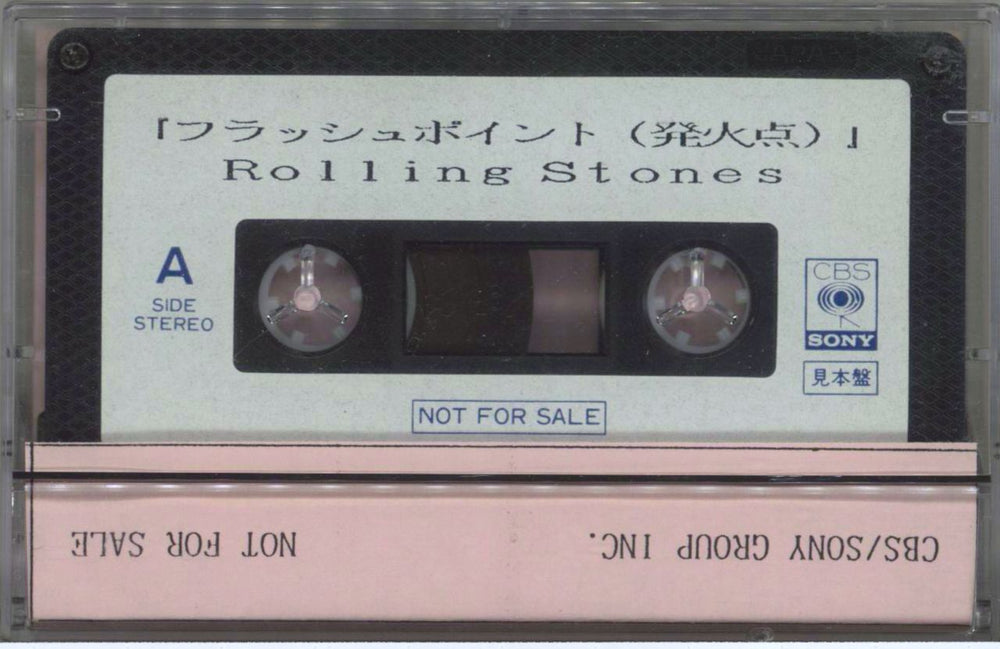 『フラッシュポイント（発火点）』
Rolling Stones
A
SIDE
STEREO
CBS
SONY
見本盤
NOT FOR SALE
CBS/SONY GROUP INC.
NOT FOR SALE